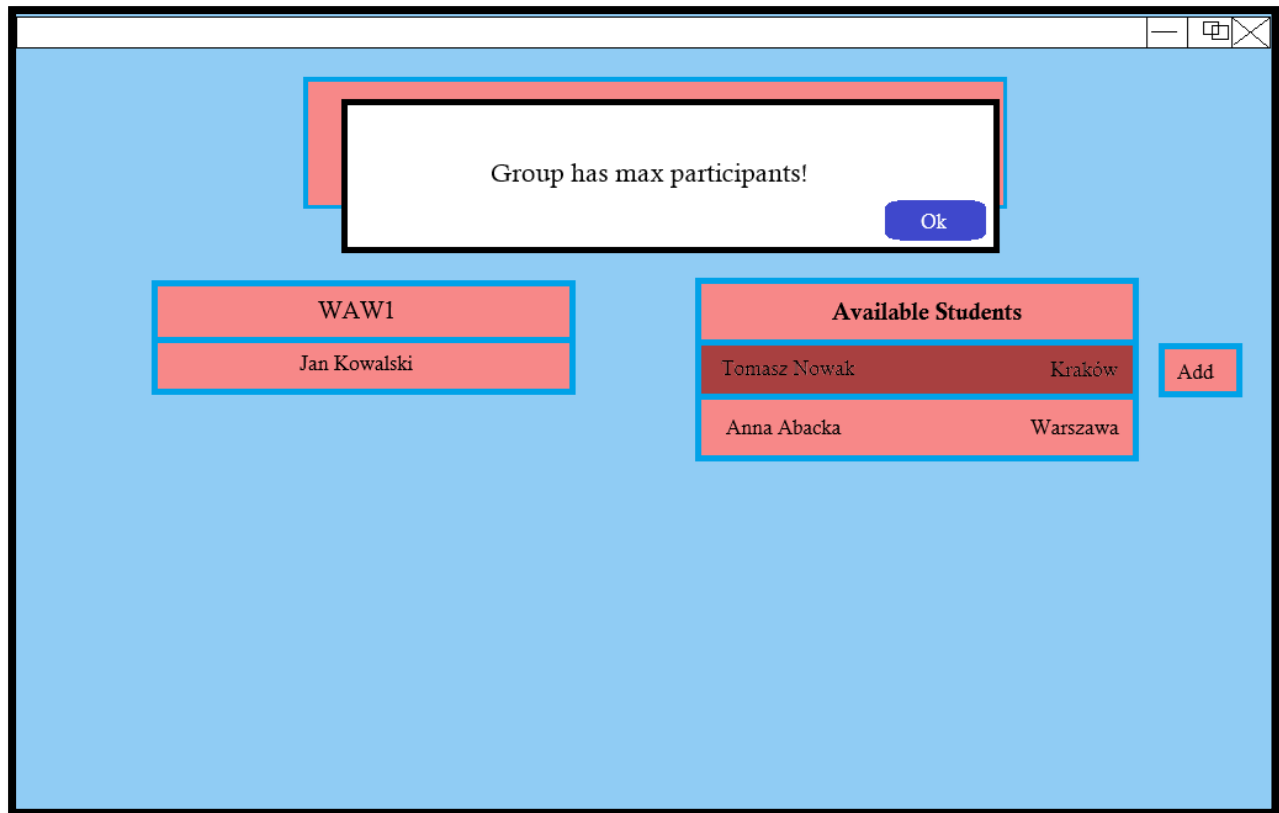 Group has max participants!
Ok
WAW1
Jan Kowalski
Available Students
Tomasz Nowak Kraków
Add
Anna Abacka Warszawa